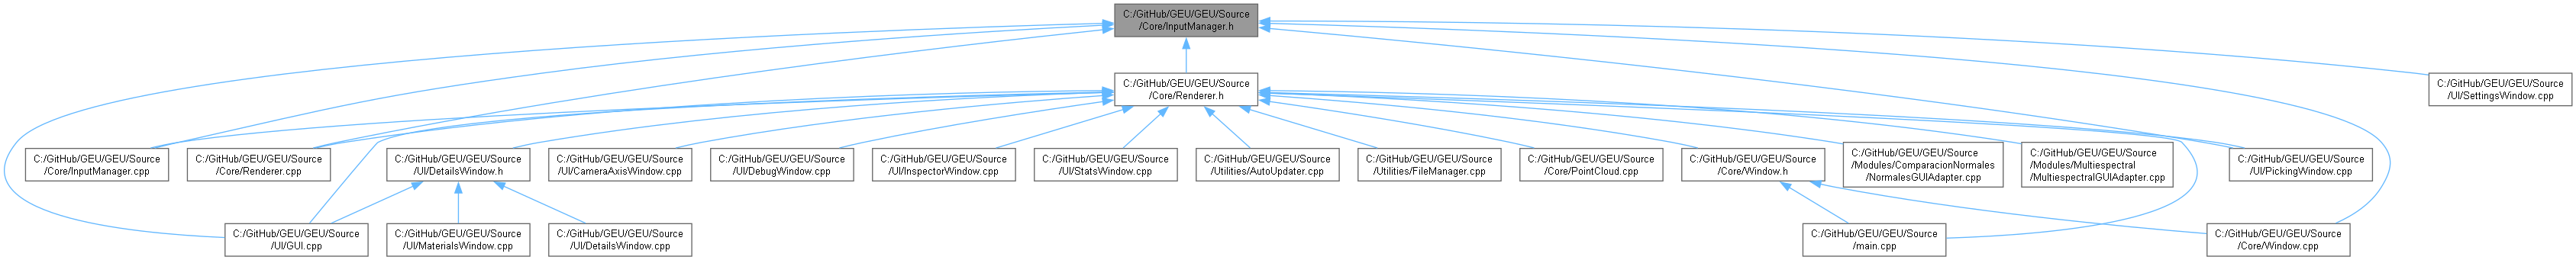 C:/GitHub/GEU/GEU/Source
/Core/InputManager.h
C:/GitHub/GEU/GEU/Source
/Core/Renderer.h
C:/GitHub/GEU/GEU/Source
/UI/SettingsWindow.cpp
C:/GitHub/GEU/GEU/Source
/Core/InputManager.cpp
C:/GitHub/GEU/GEU/Source
/Core/Renderer.cpp
C:/GitHub/GEU/GEU/Source
/UI/DetailsWindow.h
C:/GitHub/GEU/GEU/Source
/UI/CameraAxisWindow.cpp
C:/GitHub/GEU/GEU/Source
/UI/DebugWindow.cpp
C:/GitHub/GEU/GEU/Source
/UI/InspectorWindow.cpp
C:/GitHub/GEU/GEU/Source
/UI/StatsWindow.cpp
C:/GitHub/GEU/GEU/Source
/Utilities/AutoUpdater.cpp
C:/GitHub/GEU/GEU/Source
/Utilities/FileManager.cpp
C:/GitHub/GEU/GEU/Source
/Core/PointCloud.cpp
C:/GitHub/GEU/GEU/Source
/Core/Window.h
C:/GitHub/GEU/GEU/Source
/Modules/ComparacionNormales
/NormalesGUIAdapter.cpp
C:/GitHub/GEU/GEU/Source
/Modules/Multiespectral
/MultiespectralGUIAdapter.cpp
C:/GitHub/GEU/GEU/Source
/UI/PickingWindow.cpp
C:/GitHub/GEU/GEU/Source
/UI/GUI.cpp
C:/GitHub/GEU/GEU/Source
/UI/MaterialsWindow.cpp
C:/GitHub/GEU/GEU/Source
/UI/DetailsWindow.cpp
C:/GitHub/GEU/GEU/Source
/main.cpp
C:/GitHub/GEU/GEU/Source
/Core/Window.cpp